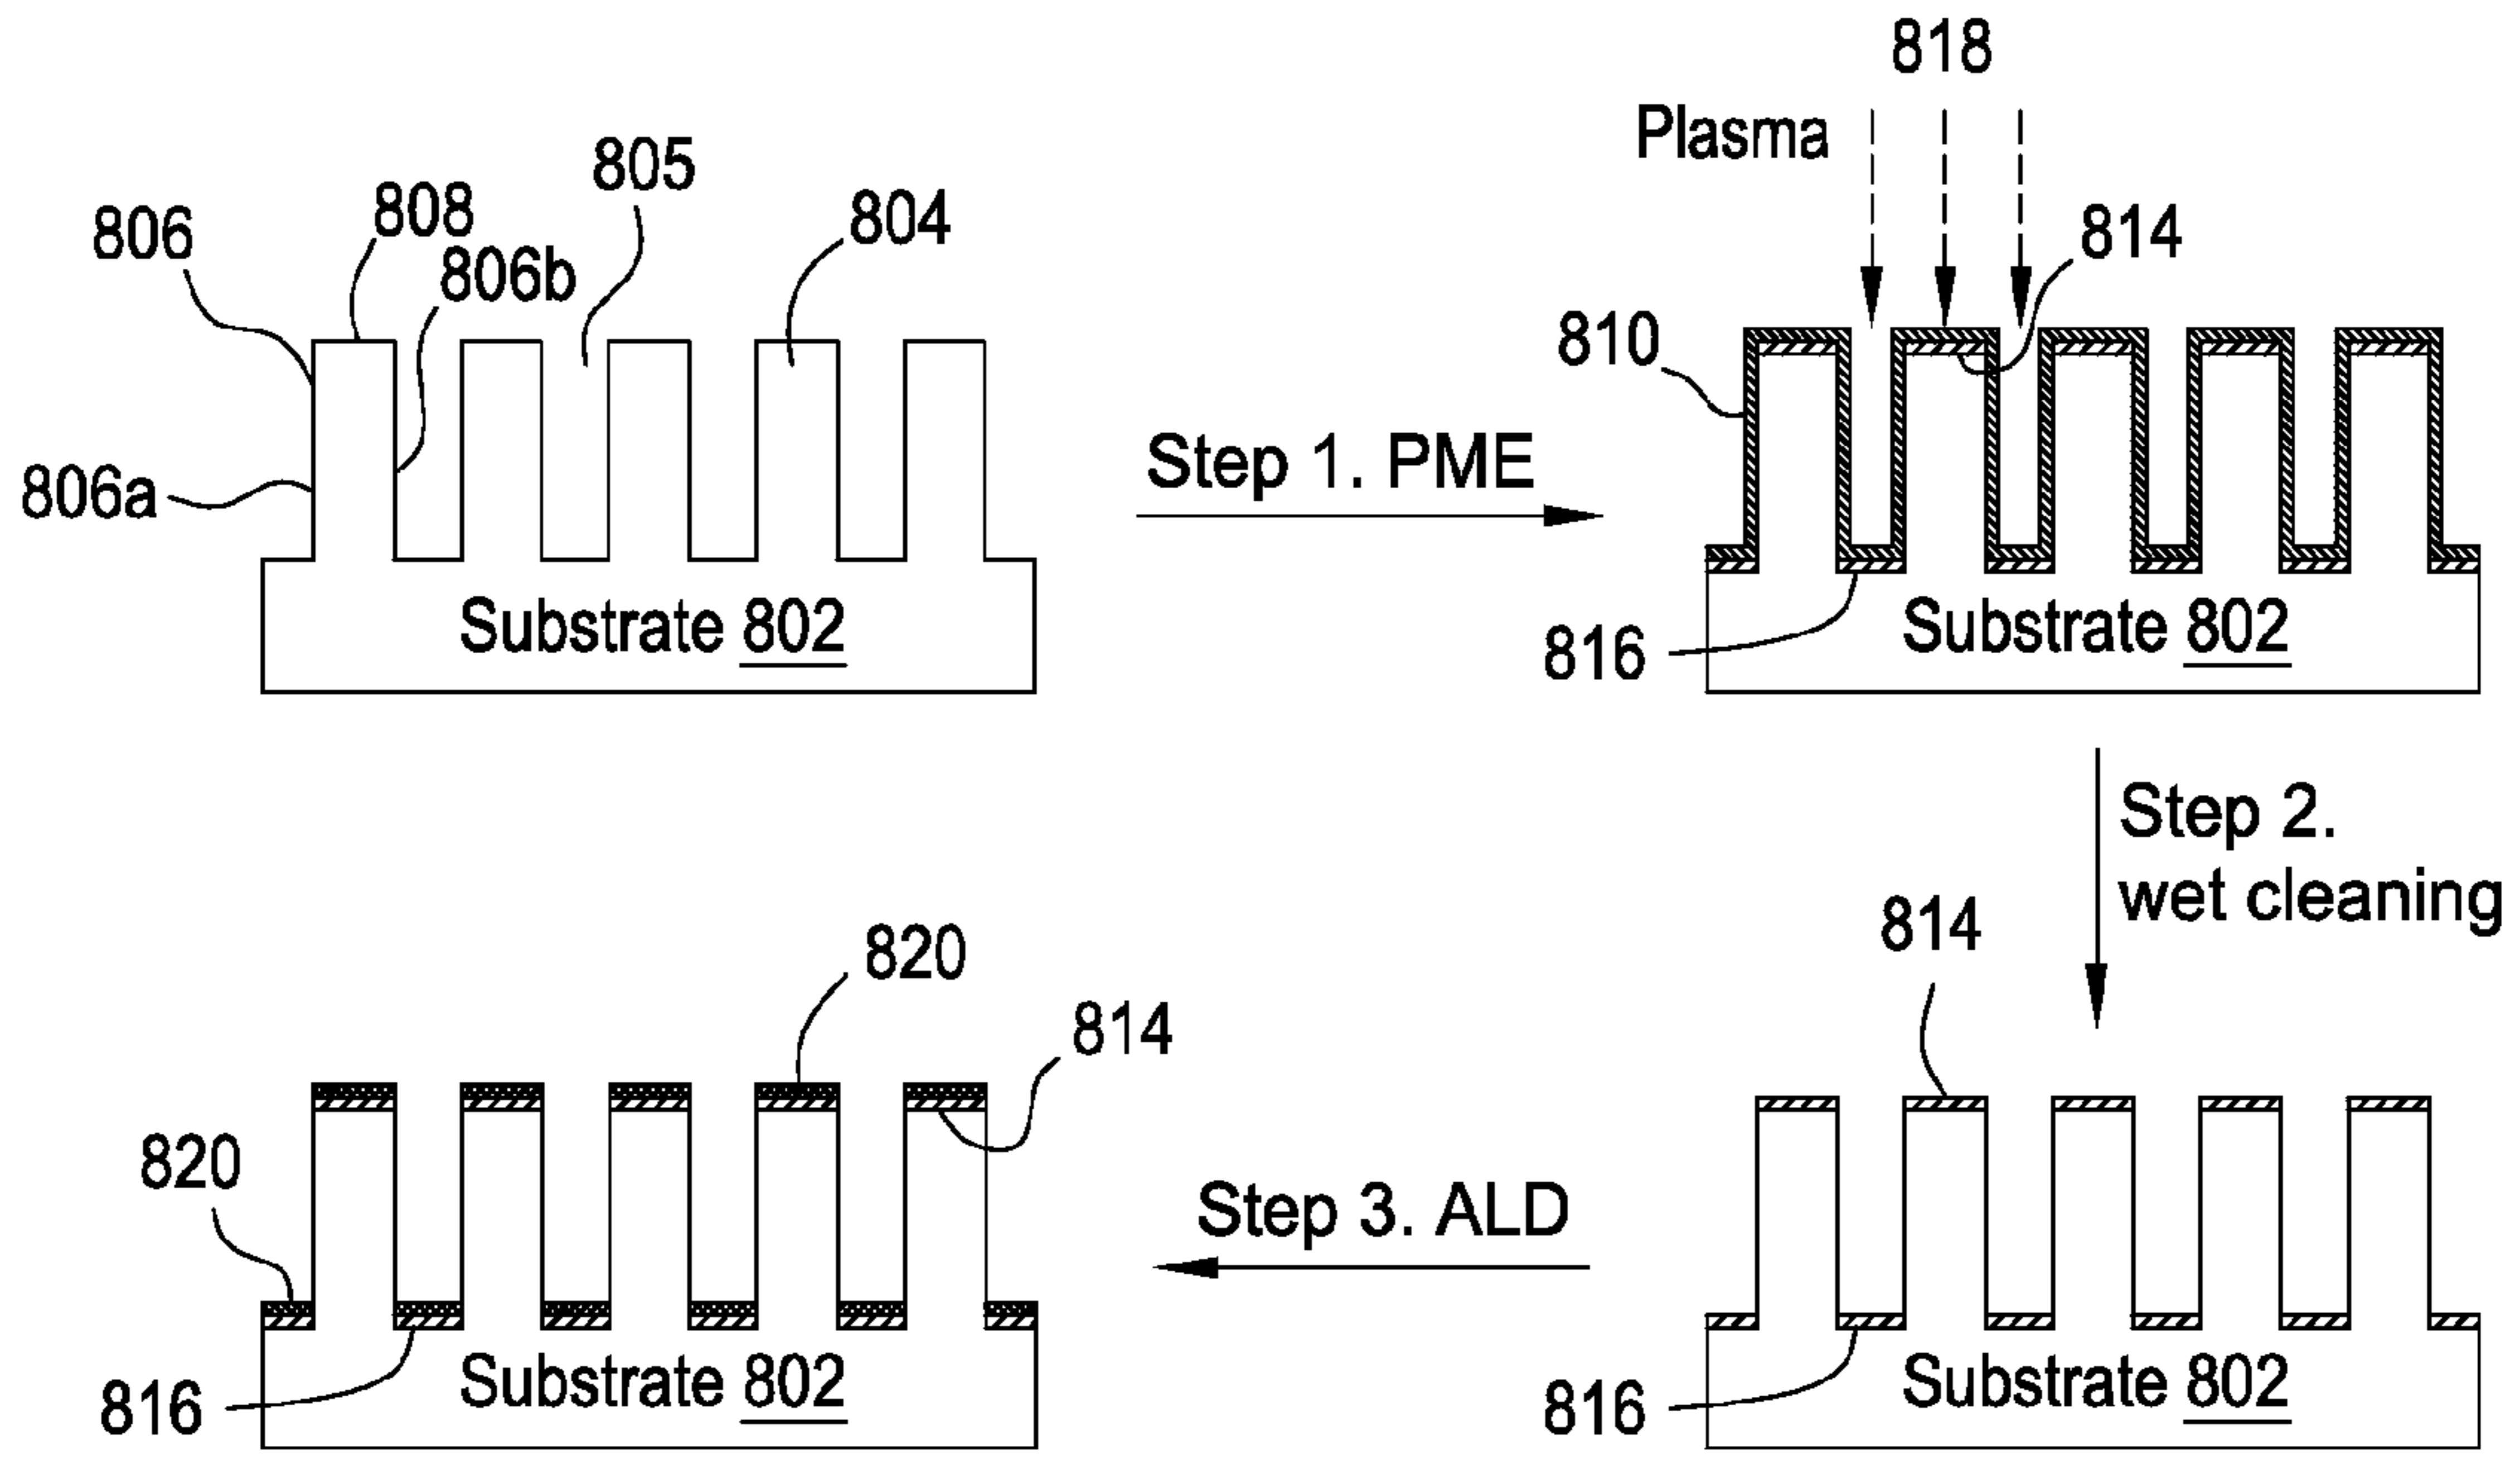 818
Plasma
805
808
804
806
806b
814
810
806a
Step 1. PME
Substrate 802
816
Substrate 802
Step 2.
wet cleaning
814
820
814
820
Step 3. ALD
816
Substrate 802
816
Substrate 802